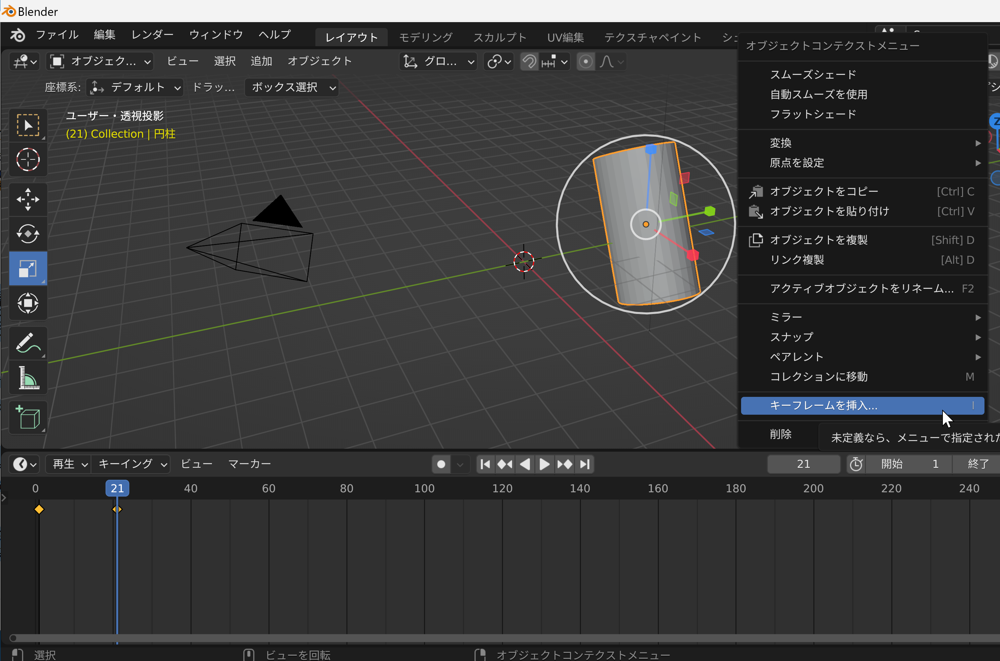 Blender
ファイル 編集 レンダー ウィンドウ ヘルプ レイアウト モデリング スカルプト UV編集 テクスチャペイント
オブジェク... ビュー 選択 追加 オブジェクト グロ...
座標系: デフォルト ドラッ... ボックス選択
ユーザー・透視投影
(21) Collection | 円柱
オブジェクトコンテクストメニュー
スムーズシェード
自動スムーズを使用
フラットシェード
変換
原点を設定
オブジェクトをコピー [Ctrl] C
オブジェクトを貼り付け [Ctrl] V
オブジェクトを複製 [Shift] D
リンク複製 [Alt] D
アクティブオブジェクトをリネーム... F2
ミラー
スナップ
ペアレント
コレクションに移動 M
キーフレームを挿入... I
削除
未定義なら、メニューで指定された
Z
再生 キーイング ビュー マーカー 21 開始 1 終了
0 21 40 60 80 100 120 140 160 180 200 220 240
選択 ビューを回転 オブジェクトコンテクストメニュー